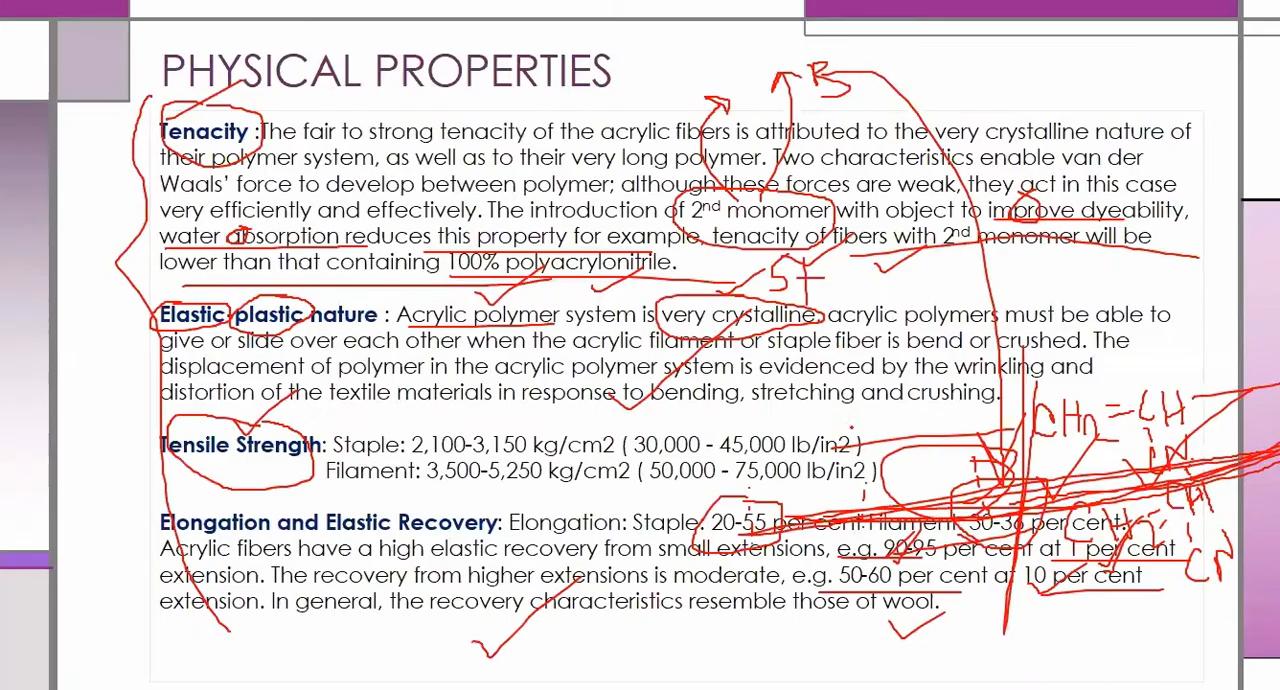 PHYSICAL PROPERTIES
Tenacity :The fair to strong tenacity of the acrylic fibers is attributed to the very crystalline nature of
their polymer system, as well as to their very long polymer. Two characteristics enable van der
Waals' force to develop between polymer; although these forces are weak, they act in this case
very efficiently and effectively. The introduction of 2nd monomer with object to improve dyeability,
water absorption reduces this property for example, tenacity of fibers with 2nd monomer will be
lower than that containing 100% polyacrylonitrile.
St
Elastic plastic nature : Acrylic polymer system is very crystalline, acrylic polymers must be able to
give or slide over each other when the acrylic filament or staple fiber is bend or crushed. The
displacement of polymer in the acrylic polymer system is evidenced by the wrinkling and
distortion of the textile materials in response to bending, stretching and crushing.
Tensile Strength: Staple: 2,100-3,150 kg/cm2 ( 30,000 - 45,000 lb/in2 )
Filament: 3,500-5,250 kg/cm2 ( 50,000 - 75,000 lb/in2 )
Elongation and Elastic Recovery: Elongation: Staple: 20-55 per cent Filament: 30-36 per cent.
Acrylic fibers have a high elastic recovery from small extensions, e.g. 90-95 per cent at 1 per cent
extension. The recovery from higher extensions is moderate, e.g. 50-60 per cent at 10 per cent
extension. In general, the recovery characteristics resemble those of wool.
CN